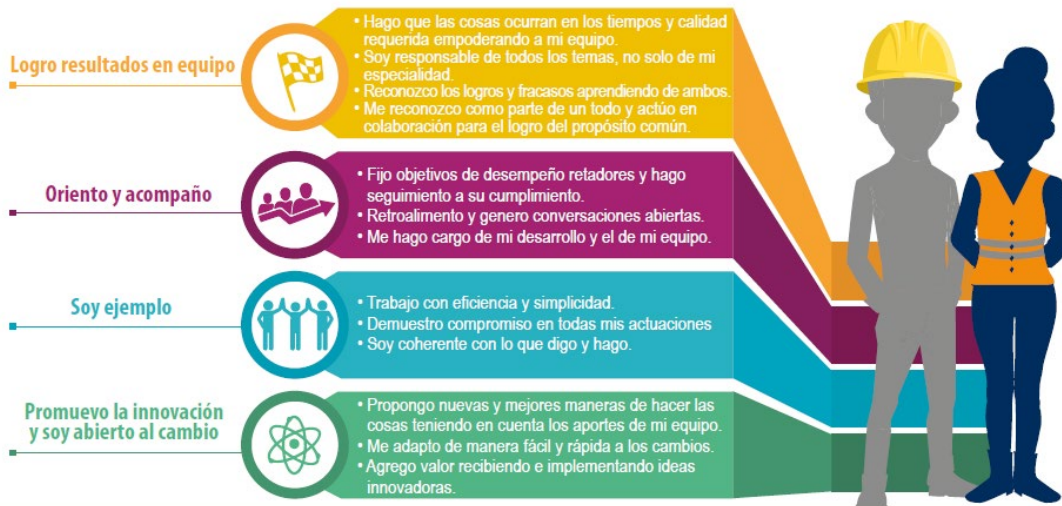 Logro resultados en equipo
• Hago que las cosas ocurran en los tiempos y calidad
requerida empoderando a mi equipo.
• Soy responsable de todos los temas, no solo de mi
especialidad.
• Reconozco los logros y fracasos aprendiendo de ambos.
• Me reconozco como parte de un todo y actúo en
colaboración para el logro del propósito común.
Oriento y acompaño
• Fijo objetivos de desempeño retadores y hago
seguimiento a su cumplimiento.
• Retroalimento y genero conversaciones abiertas.
• Me hago cargo de mi desarrollo y el de mi equipo.
Soy ejemplo
• Trabajo con eficiencia y simplicidad.
• Demuestro compromiso en todas mis actuaciones
• Soy coherente con lo que digo y hago.
Promuevo la innovación
y soy abierto al cambio
• Propongo nuevas y mejores maneras de hacer las
cosas teniendo en cuenta los aportes de mi equipo.
• Me adapto de manera fácil y rápida a los cambios.
• Agrego valor recibiendo e implementando ideas
innovadoras.